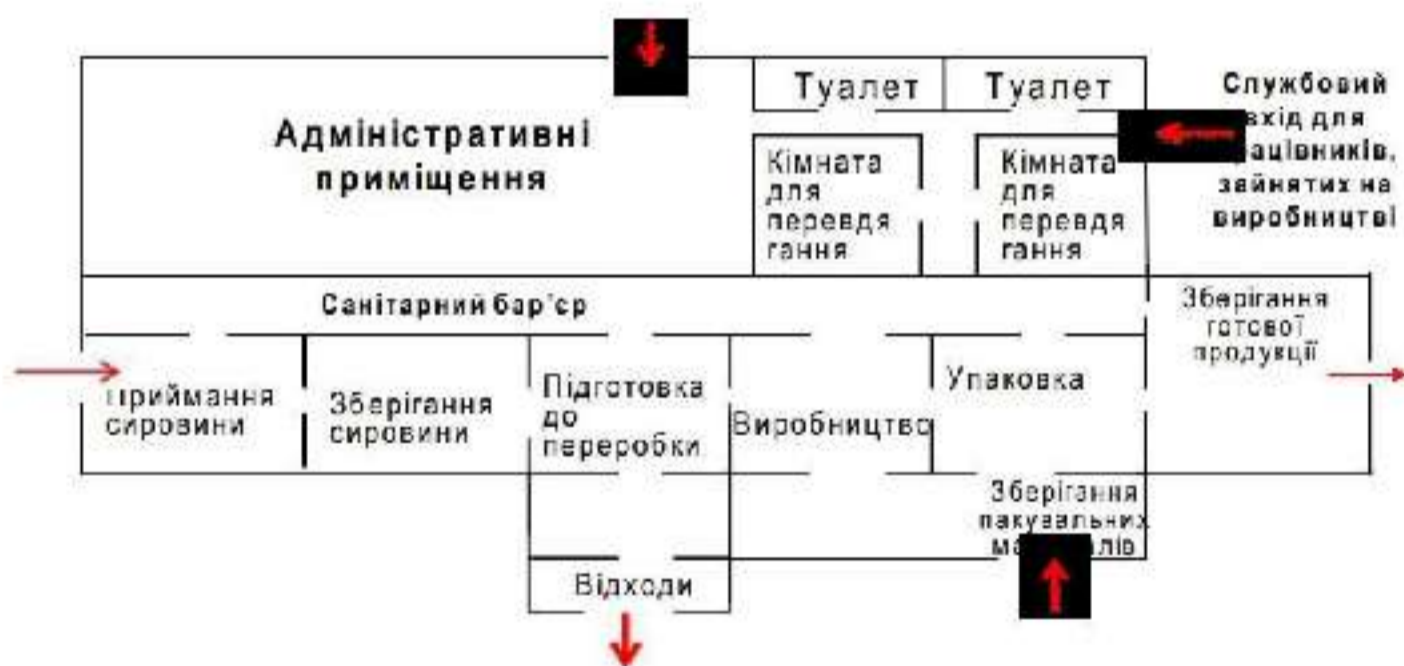 Туалет
Туалет
Адміністративні
приміщення
Службовий
вхід для
працівників,
зайнятих на
виробництві
Кімната
для
перевдя
гання
Кімната
для
перевдя
гання
Санітарний бар'єр
Зберігання
готової
продукції
Приймання
сировини
Зберігання
сировини
Підготовка
до
переробки
Виробництво
Упаковка
Зберігання
пакувальних
Відходи